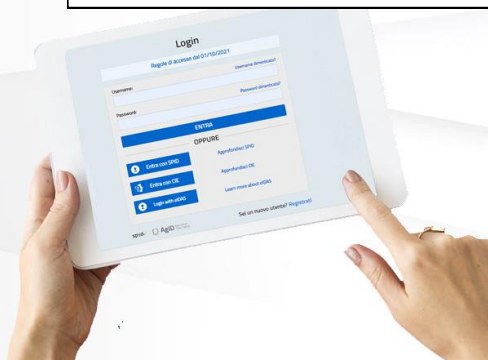 Login
Regole di accesso dal 01/10/2021
Username:
Username dimenticato?
Password:
Password dimenticata?
ENTRA
OPPURE
Entra con SPID
Approfondisci SPID
Entra con CIE
Approfondisci CIE
Login with eIDAS
Learn more about eIDAS
spid
AgID
Sei un nuovo utente? Registrati